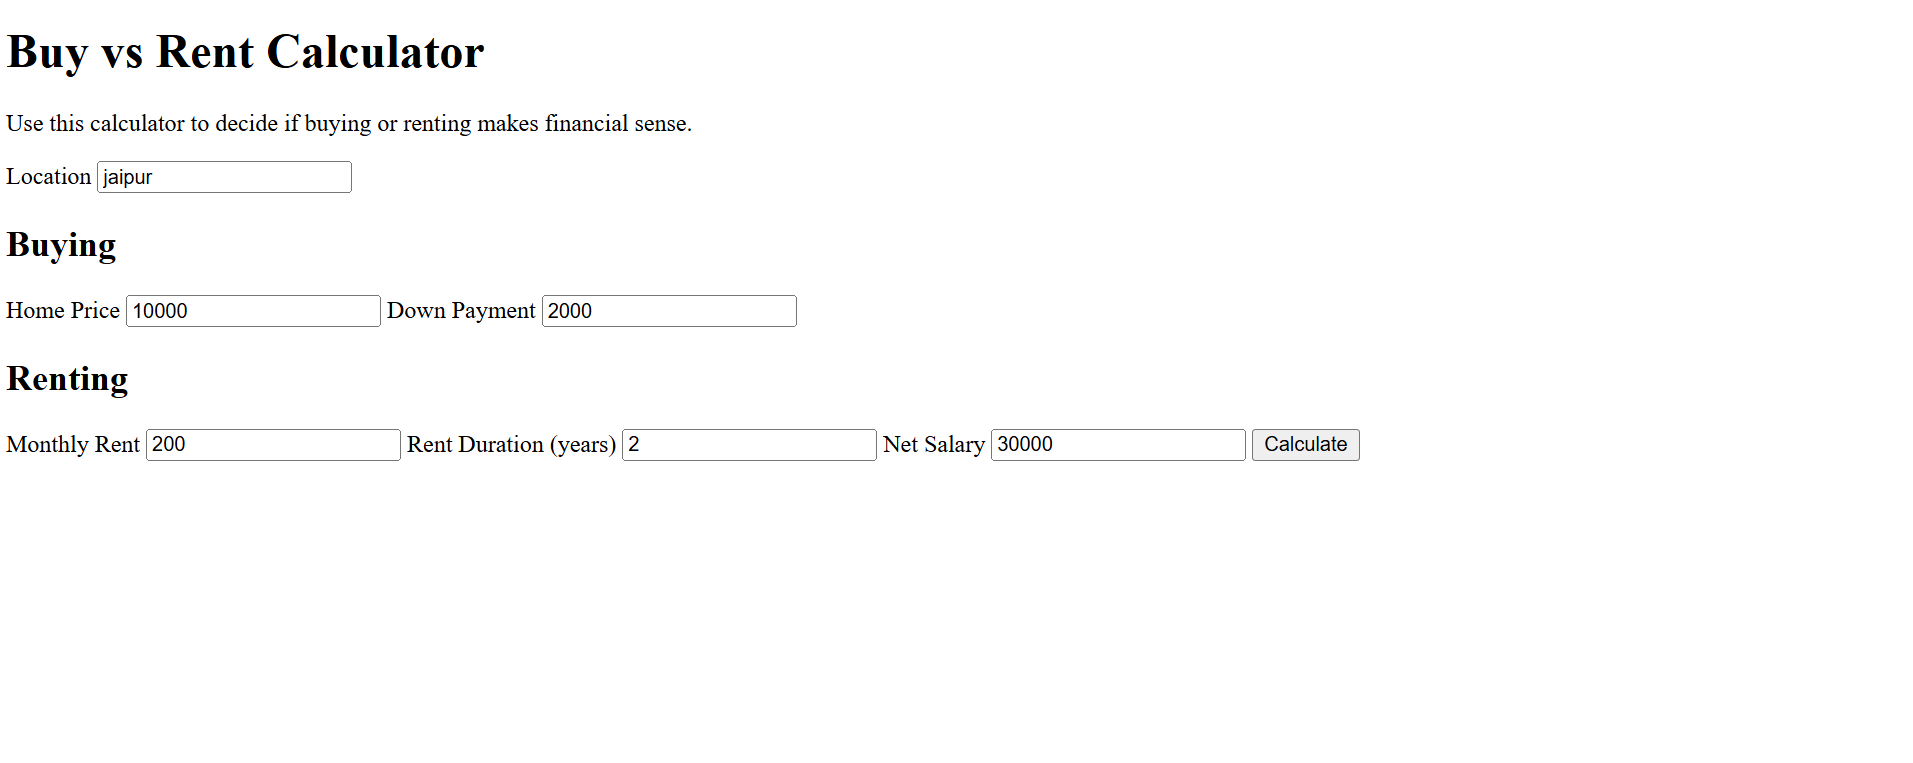 Buy vs Rent Calculator
Use this calculator to decide if buying or renting makes financial sense.
Location jaipur
Buying
Home Price 10000 Down Payment 2000
Renting
Monthly Rent 200 Rent Duration (years) 2 Net Salary 30000 Calculate